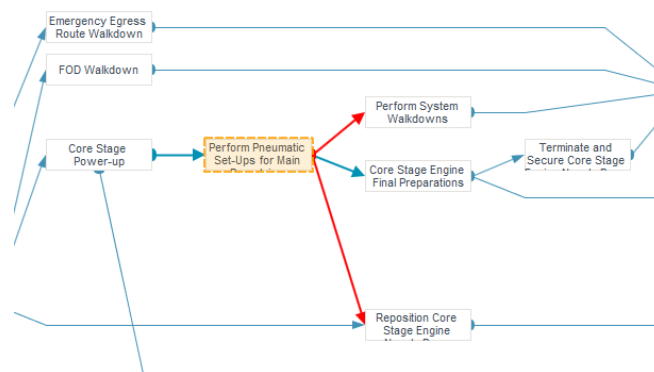 Emergency Egress
Route Walkdown
FOD Walkdown
Core Stage
Power-up
Perform Pneumatic
Set-Ups for Main
Perform System
Walkdowns
Core Stage Engine
Final Preparations
Terminate and
Secure Core Stage
Reposition Core
Stage Engine